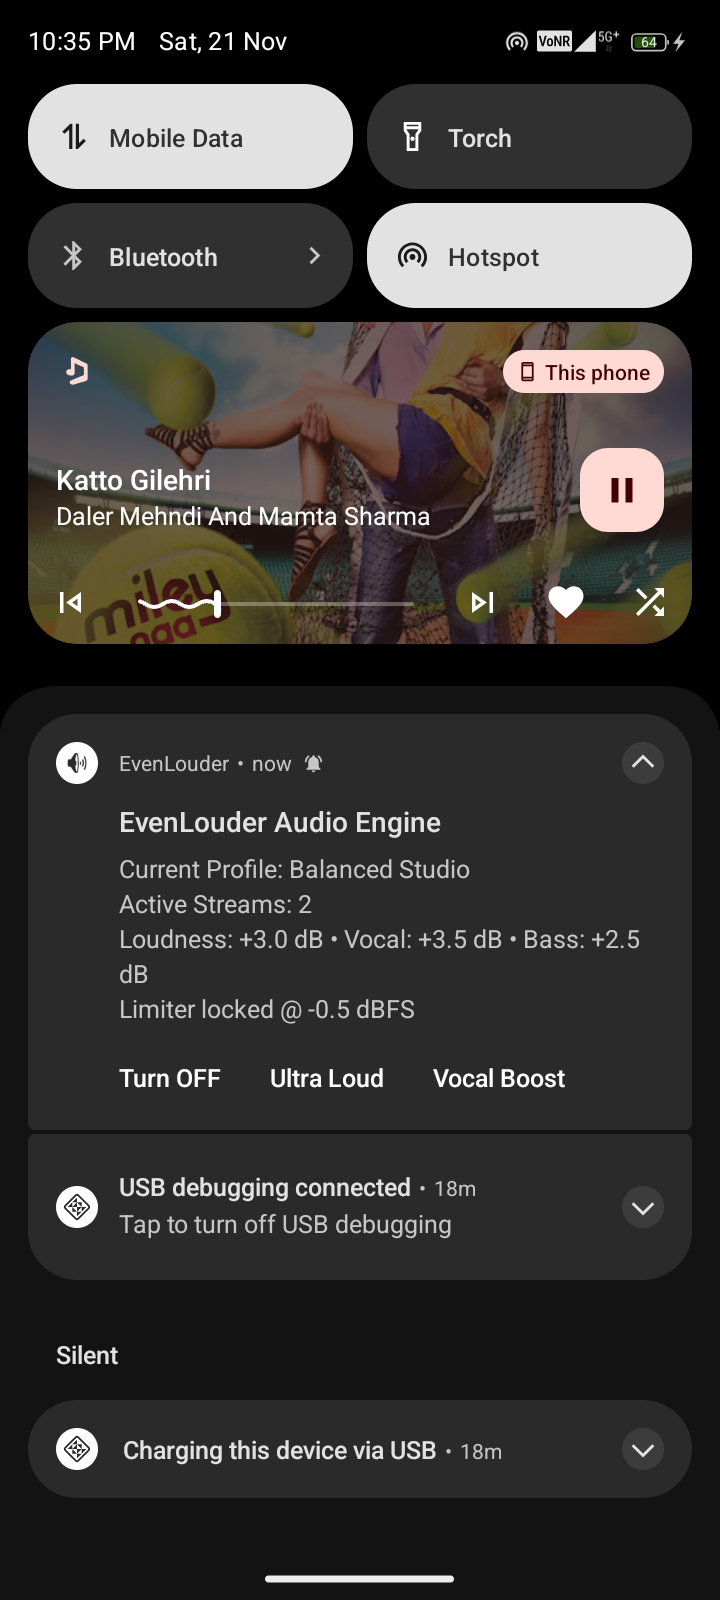 10:35 PM Sat, 21 Nov
VoNR 5G+ 64
Mobile Data
Torch
Bluetooth
Hotspot
This phone
Katto Gilehri
Daler Mehndi And Mamta Sharma
miley
naa
EvenLouder • now
EvenLouder Audio Engine
Current Profile: Balanced Studio
Active Streams: 2
Loudness: +3.0 dB • Vocal: +3.5 dB • Bass: +2.5
dB
Limiter locked @ -0.5 dBFS
Turn OFF Ultra Loud Vocal Boost
USB debugging connected • 18m
Tap to turn off USB debugging
Silent
Charging this device via USB • 18m